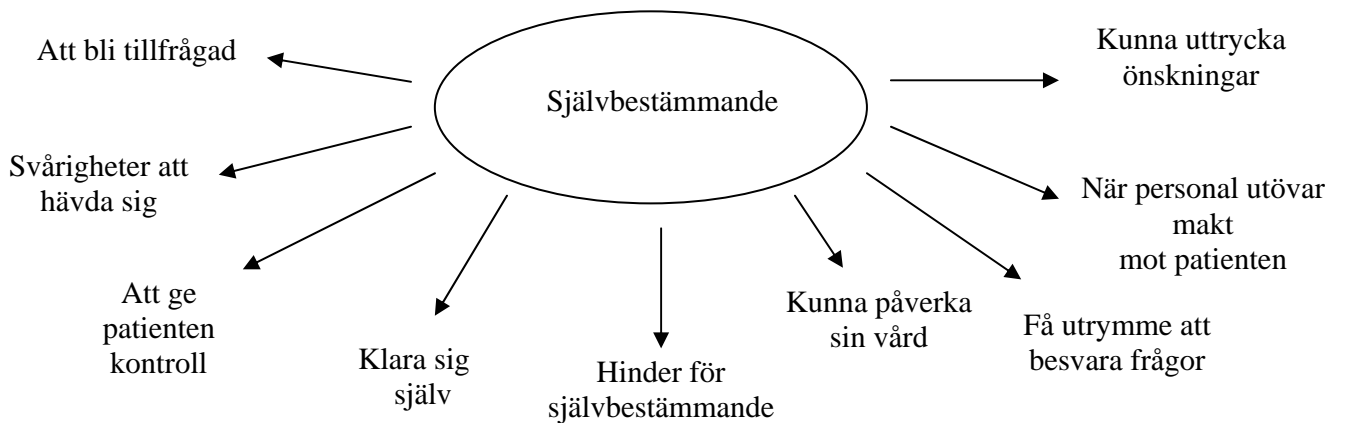 Självbestämmande
Att bli tillfrågad
Svårigheter att
hävda sig
Att ge
patienten
kontroll
Klara sig
själv
Hinder för
självbestämmande
Kunna påverka
sin vård
Få utrymme att
besvara frågor
När personal utövar
makt
mot patienten
Kunna uttrycka
önskningar